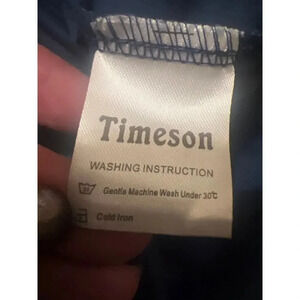 Timeson
WASHING INSTRUCTION
Gentle Machine Wash Under 30℃
Cold Iron